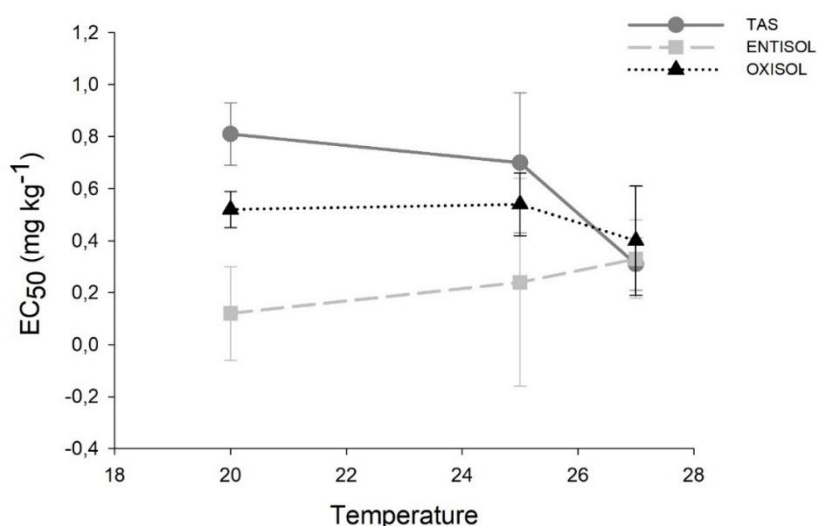 1,2
1,0
0,8
0,6
0,4
0,2
0,0
-0,2
-0,4
EC50 (mg kg-1)
18 20 22 24 26 28
Temperature
TAS
ENTISOL
OXISOL